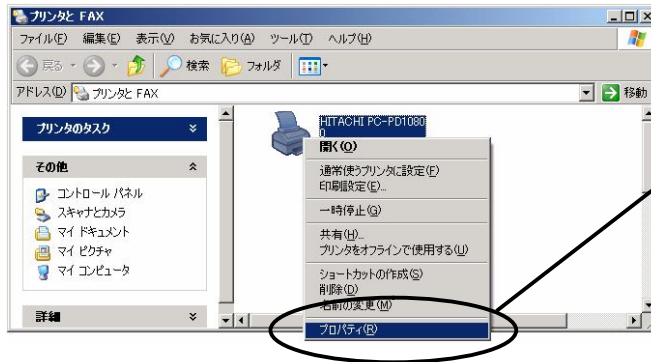 プリンタと FAX
ファイル(F) 編集(E) 表示(V) お気に入り(A) ツール(T) ヘルプ(H)
戻る 検索 フォルダ
アドレス(D) プリンタと FAX 移動
プリンタのタスク
その他
コントロール パネル
スキャナとカメラ
マイ ドキュメント
マイ ピクチャ
マイ コンピュータ
詳細
HITACHI PC-PD1080
0
開く(O)
通常使うプリンタに設定(F)
印刷設定(E)...
一時停止(G)
共有(H)...
プリンタをオフラインで使用する(U)
ショートカットの作成(S)
削除(D)
名前の変更(M)
プロパティ(R)